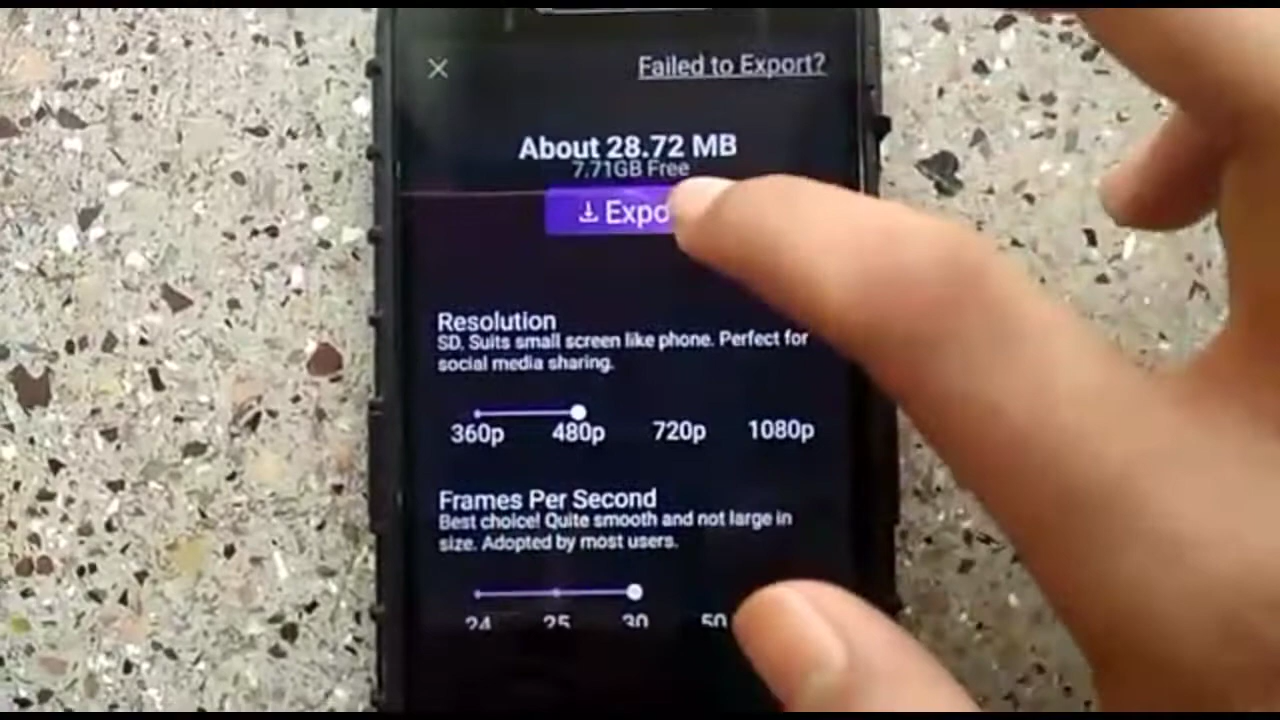 Failed to Export?
About 28.72 MB
7.71GB Free
Expo
Resolution
SD. Suits small screen like phone. Perfect for
social media sharing.
360p 480p 720p 1080p
Frames Per Second
Best choice! Quite smooth and not large in
size. Adopted by most users.
24 25 30 50